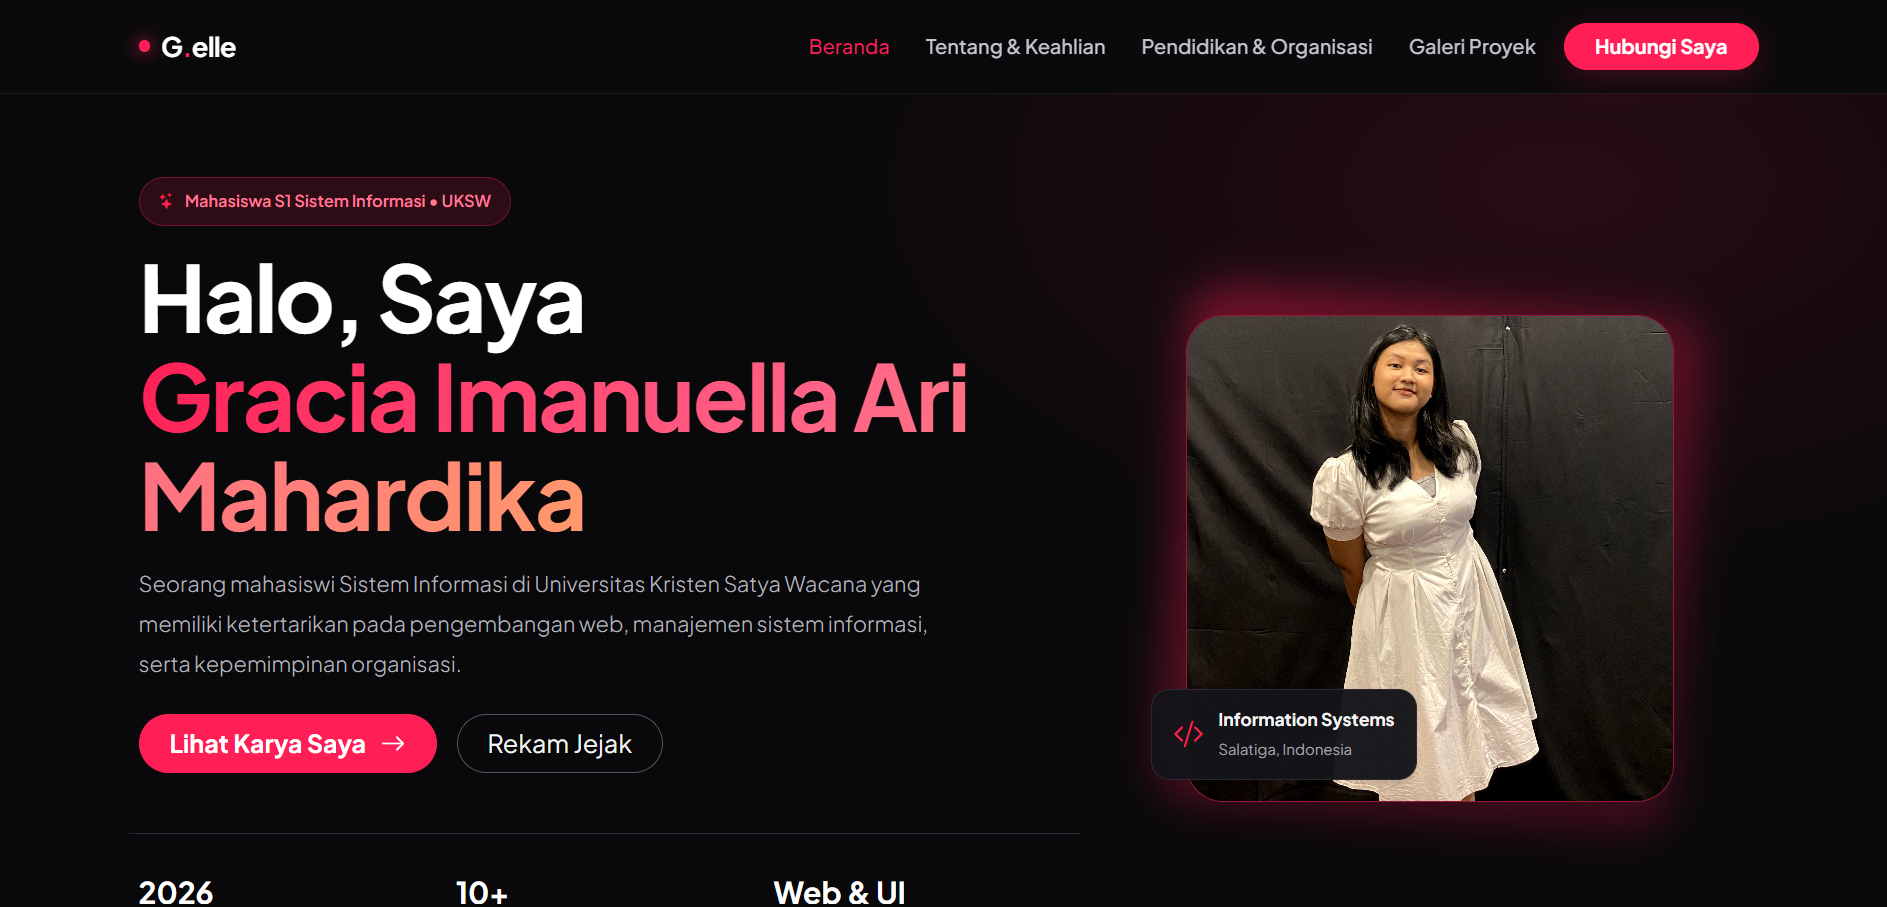 G.elle
Beranda
Tentang & Keahlian
Pendidikan & Organisasi
Galeri Proyek
Hubungi Saya
Mahasiswa S1 Sistem Informasi • UKSW
Halo, Saya
Gracia Imanuella Ari
Mahardika
Seorang mahasiswi Sistem Informasi di Universitas Kristen Satya Wacana yang
memiliki ketertarikan pada pengembangan web, manajemen sistem informasi,
serta kepemimpinan organisasi.
Lihat Karya Saya →
Rekam Jejak
Information Systems
Salatiga, Indonesia
2026
10+
Web & UI